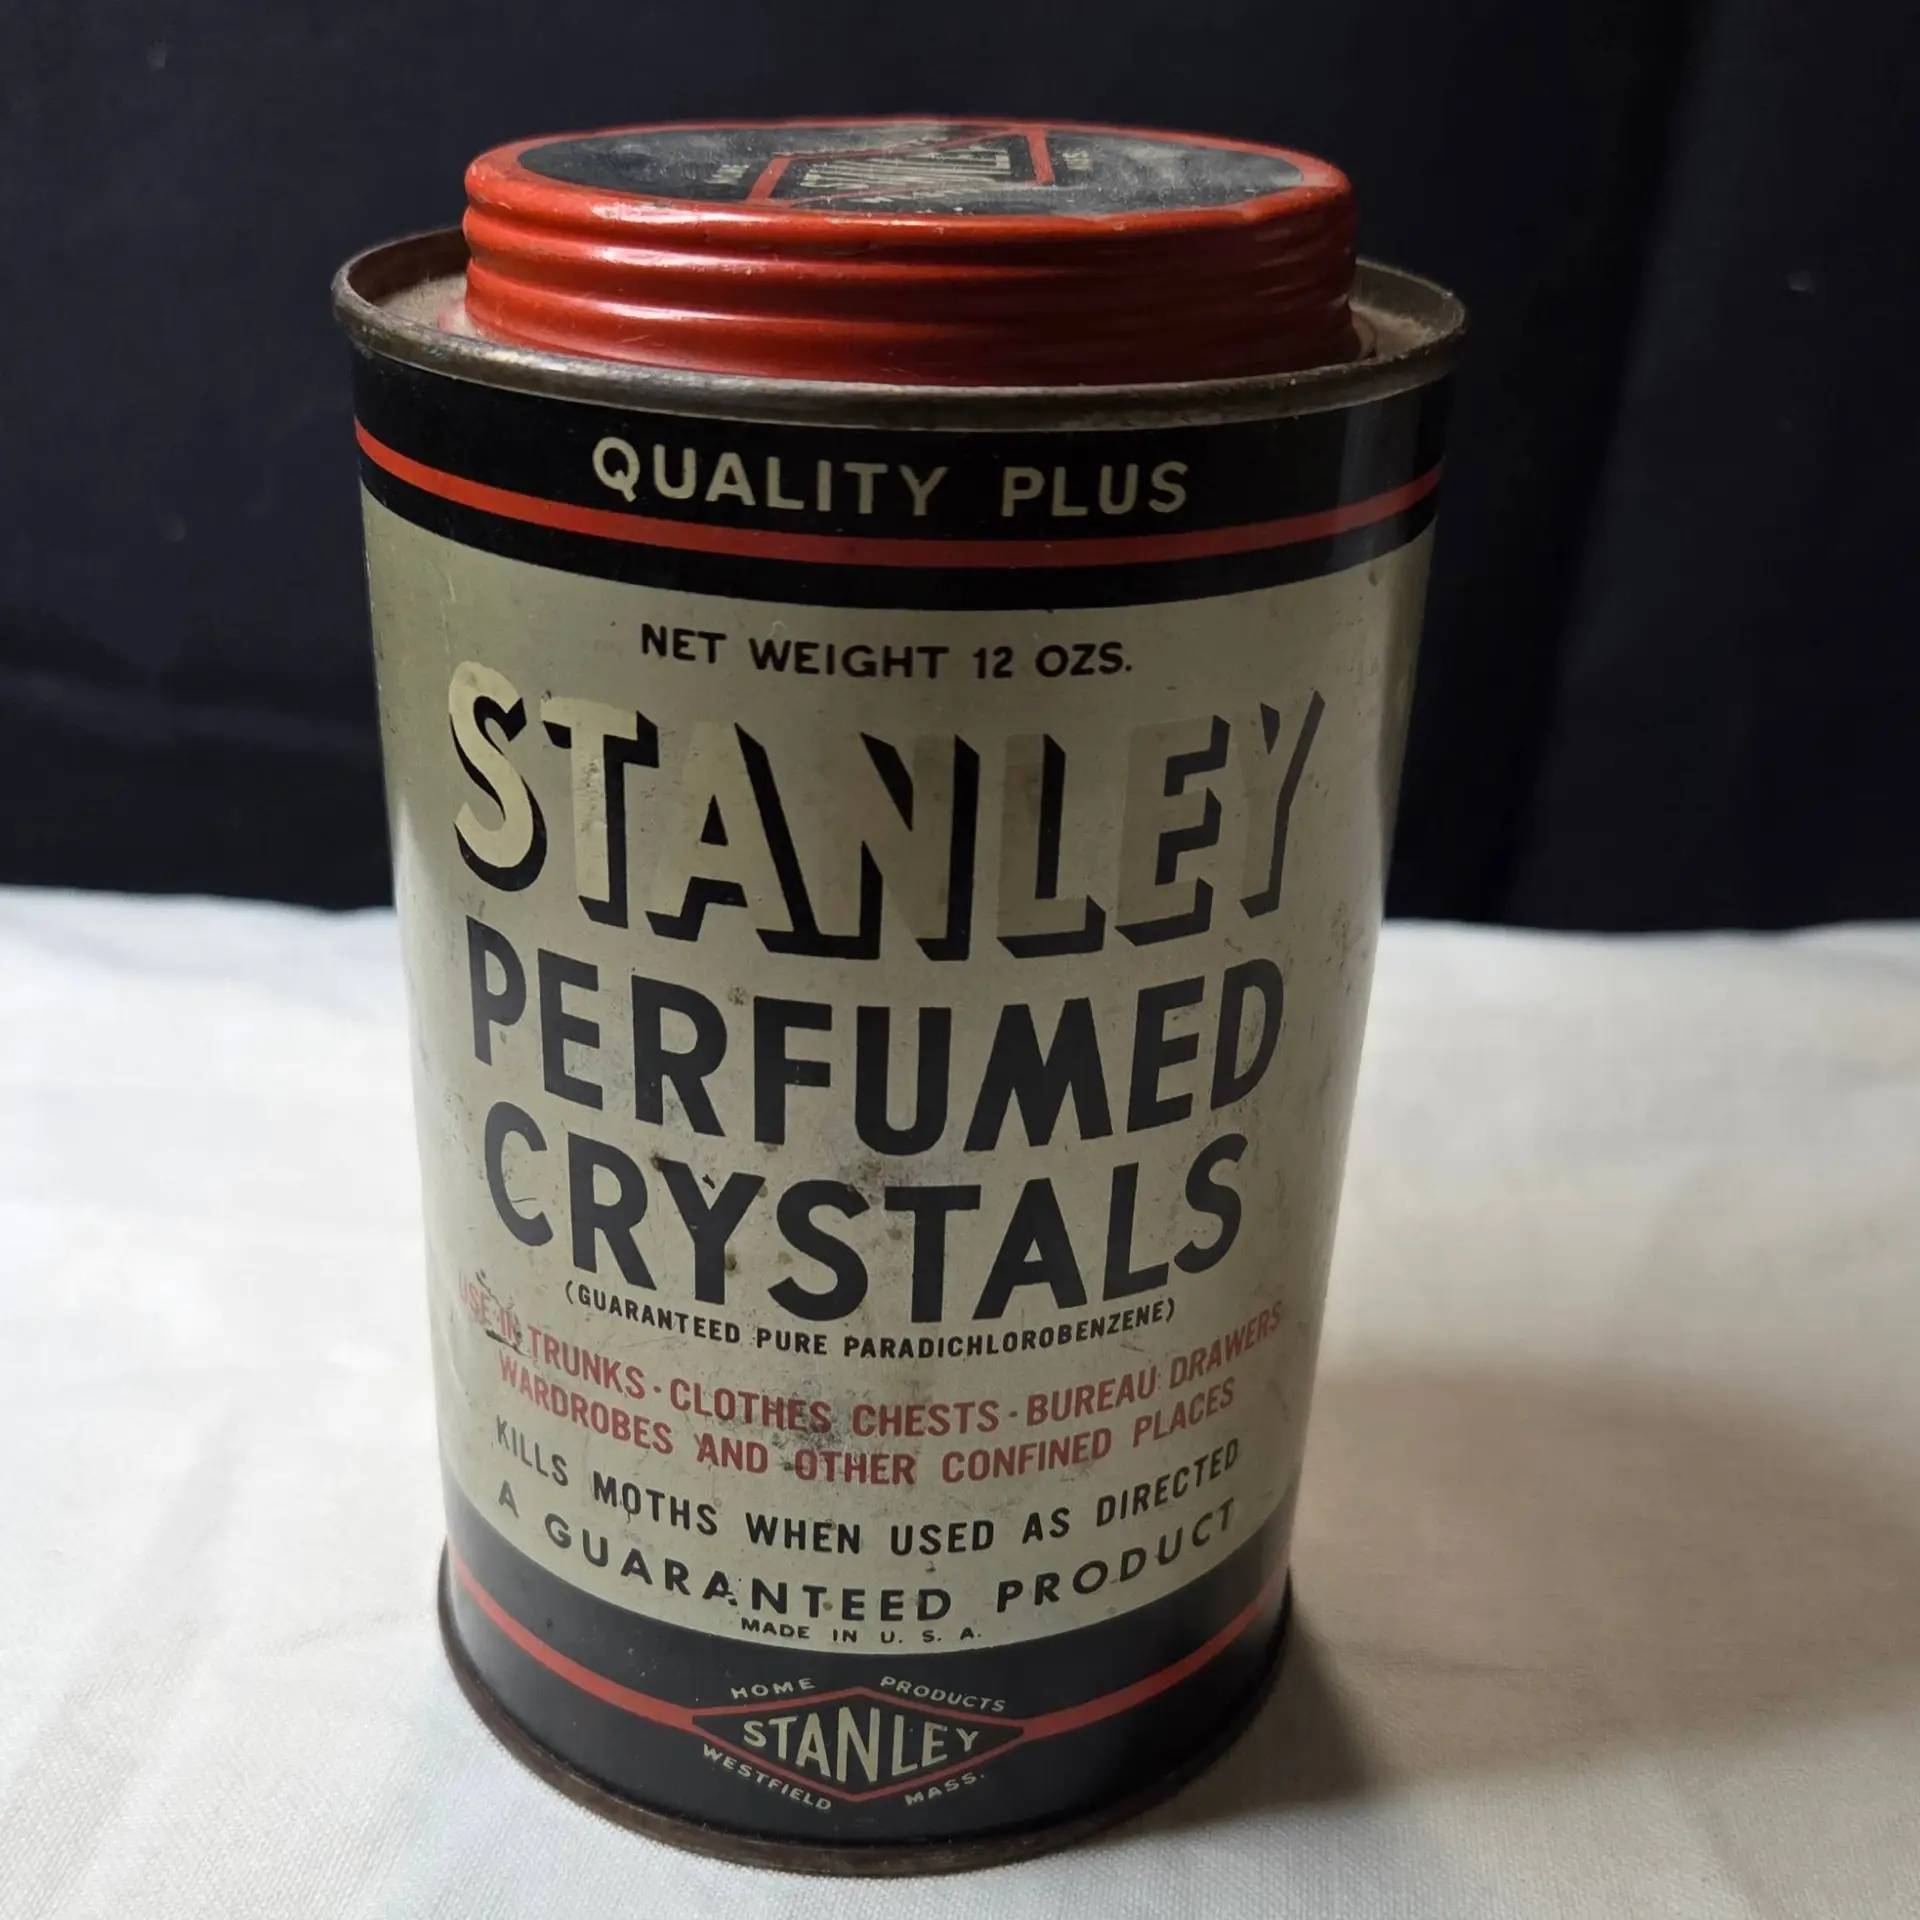 STANLEY
QUALITY PLUS
NET WEIGHT 12 OZS.
STANLEY
PERFUMED
CRYSTALS
(GUARANTEED PURE PARADICHLOROBENZENE)
USE IN TRUNKS · CLOTHES CHESTS · BUREAU DRAWERS
WARDROBES AND OTHER CONFINED PLACES
KILLS MOTHS WHEN USED AS DIRECTED
A GUARANTEED PRODUCT
MADE IN U. S. A.
HOME PRODUCTS
STANLEY
WESTFIELD MASS.